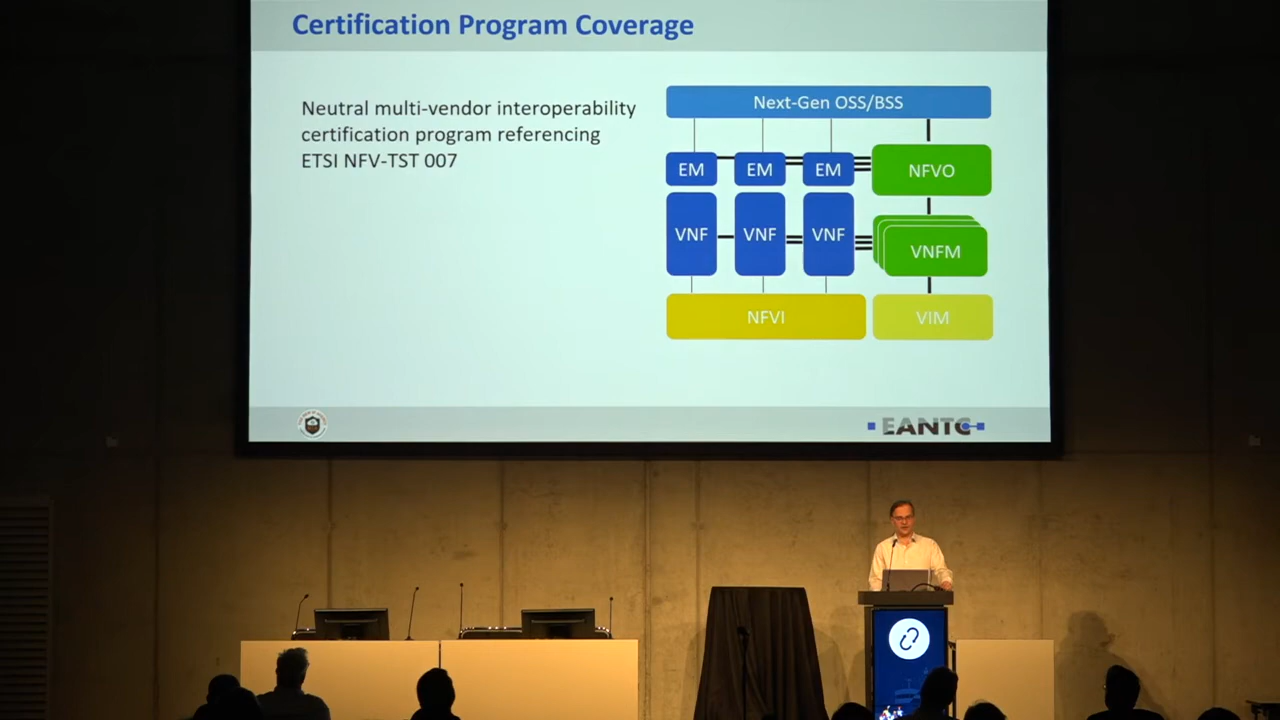 Certification Program Coverage
Neutral multi-vendor interoperability
certification program referencing
ETSI NFV-TST 007
Next-Gen OSS/BSS
EM
EM
EM
NFVO
VNF
VNF
VNF
VNFM
NFVI
VIM
EANTC